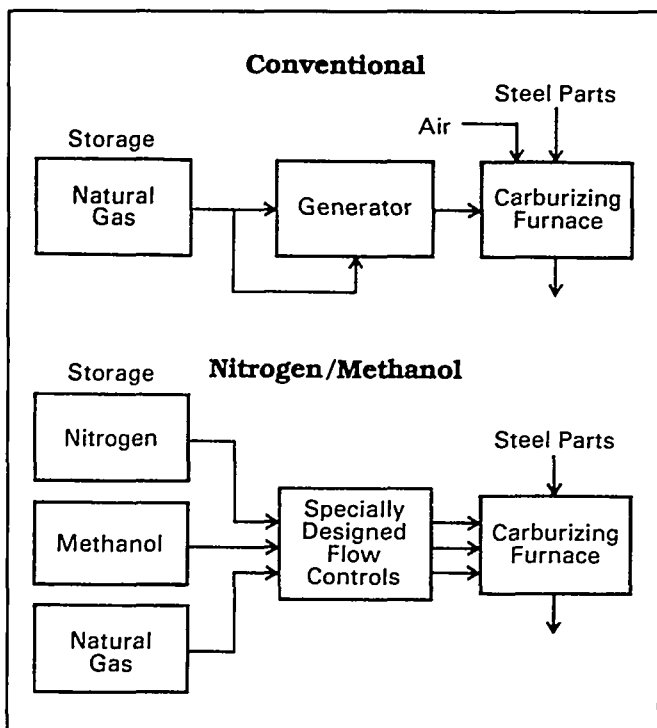 Conventional
Steel Parts
Air
Storage
Natural
Gas
Generator
Carburizing
Furnace
Nitrogen/Methanol
Storage
Nitrogen
Steel Parts
Methanol
Specially
Designed
Flow
Controls
Carburizing
Furnace
Natural
Gas